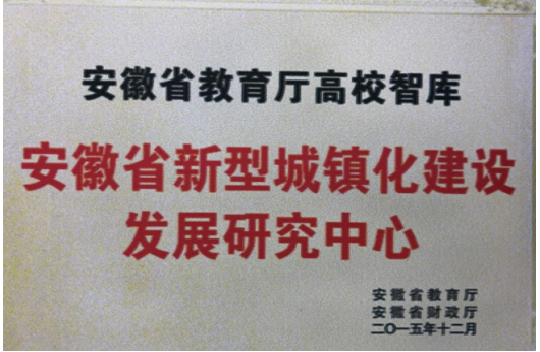 安徽省教育厅高校智库
安徽省新型城镇化建设
发展研究中心
安徽省教育厅
安徽省财政厅
二〇一五年十二月